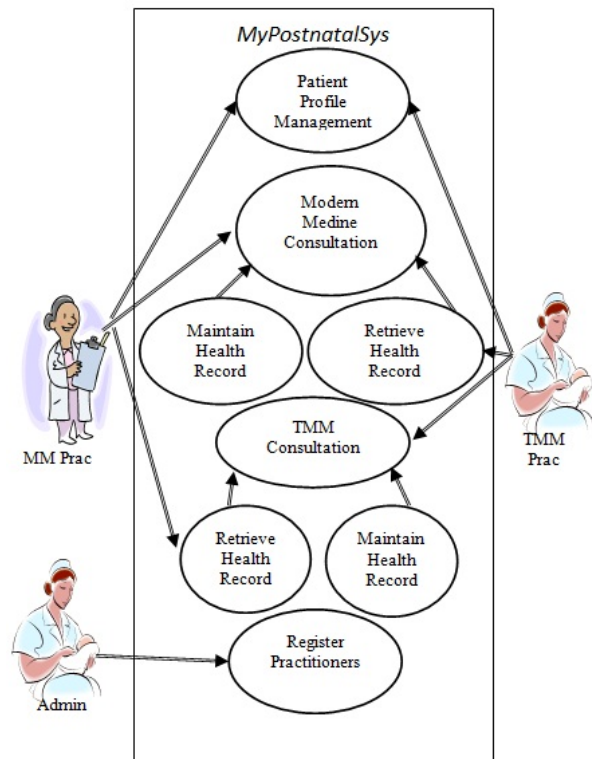 MyPostnatalSys
Patient
Profile
Management
Modern
Medine
Consultation
Maintain
Health
Record
Retrieve
Health
Record
MM Prac
TMM
Prac
TMM
Consultation
Retrieve
Health
Record
Maintain
Health
Record
Register
Practitioners
Admin